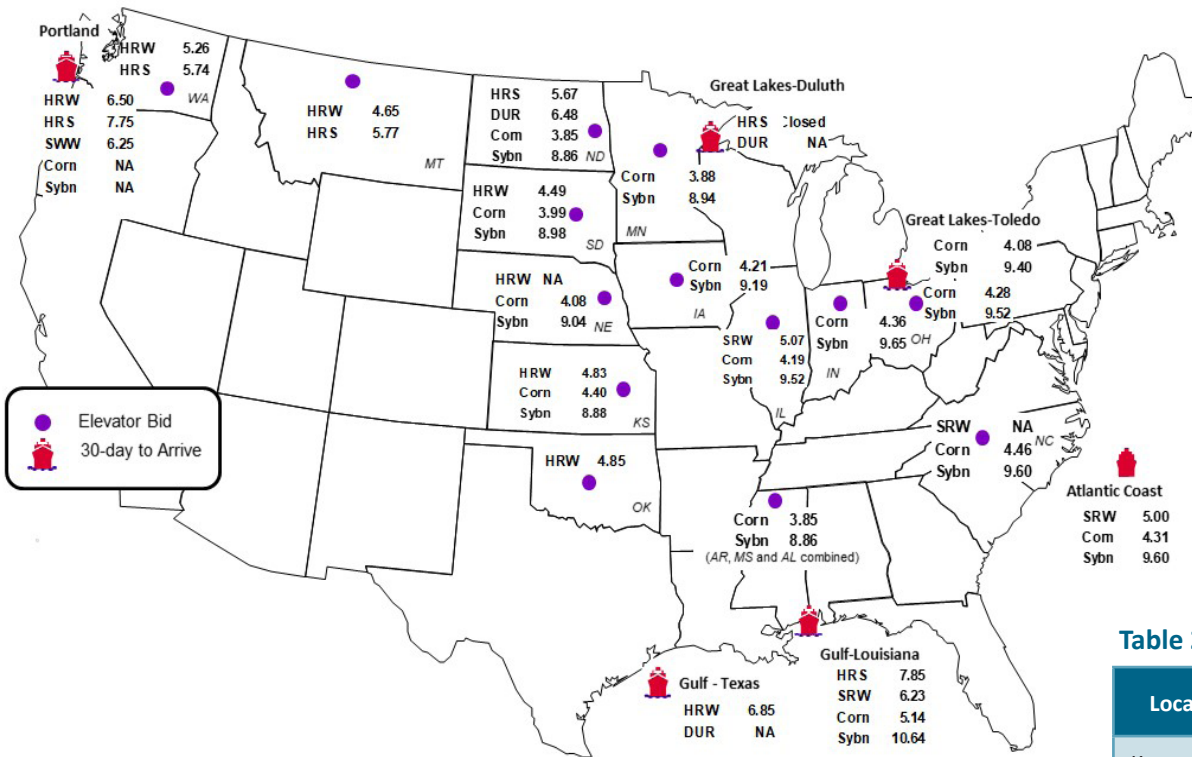 Portland
HRW 5.26
HRS 5.74
WA
HRW 6.50
HRS 7.75
SWW 6.25
Corn NA
Sybn NA
HRW 4.65
HRS 5.77
MT
HRS 5.67
DUR 6.48
Corn 3.85
Sybn 8.86 ND
Great Lakes-Duluth
HRS Closed
DUR NA
Corn 3.88
Sybn 8.94
MN
HRW 4.49
Corn 3.99
Sybn 8.98
SD
Great Lakes-Toledo
Corn 4.08
Sybn 9.40
HRW NA
Corn 4.08
Sybn 9.04 NE
Corn 4.21
Sybn 9.19
IA
Corn 4.28
Sybn 9.52
OH
Corn 4.36
Sybn 9.65
IN
SRW 5.07
Corn 4.19
Sybn 9.52
IL
HRW 4.83
Corn 4.40
Sybn 8.88
KS
Elevator Bid
30-day to Arrive
SRW NA
Corn 4.46
Sybn 9.60
NC
HRW 4.85
OK
Atlantic Coast
SRW 5.00
Corn 4.31
Sybn 9.60
Corn 3.85
Sybn 8.86
(AR, MS and AL combined)
Gulf - Texas
HRW 6.85
DUR NA
Gulf-Louisiana
HRS 7.85
SRW 6.23
Corn 5.14
Sybn 10.64
Table
Loca